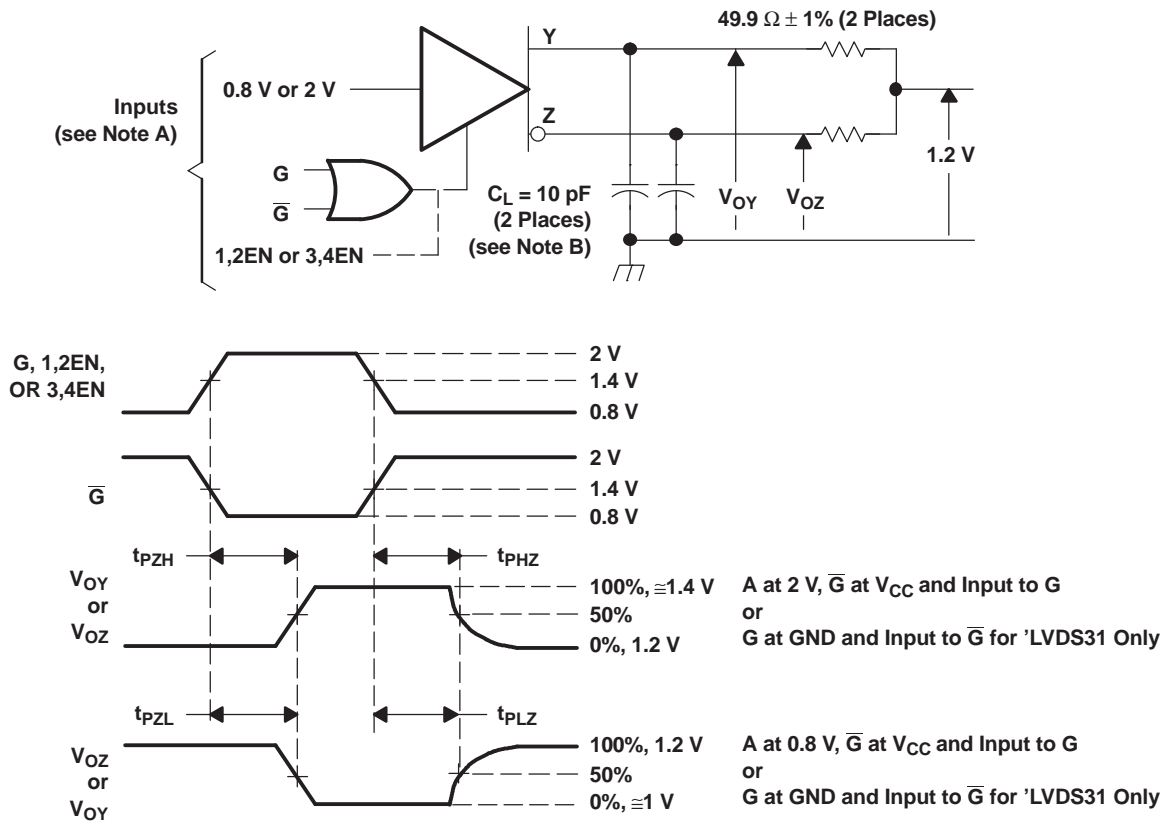 49.9 Ω ± 1% (2 Places)
Y
0.8 V or 2 V
Inputs
(see Note A)
Z
1.2 V
G
G̅
C_L = 10 pF
(2 Places)
(see Note B)
V_OY
V_OZ
1,2EN or 3,4EN
G, 1,2EN,
OR 3,4EN
2 V
1.4 V
0.8 V
G̅
2 V
1.4 V
0.8 V
t_PZH
t_PHZ
V_OY
or
V_OZ
100%, ≅1.4 V
50%
0%, 1.2 V
A at 2 V, G̅ at V_CC and Input to G
or
G at GND and Input to G̅ for ’LVDS31 Only
t_PZL
t_PLZ
V_OZ
or
V_OY
100%, 1.2 V
50%
0%, ≅1 V
A at 0.8 V, G̅ at V_CC and Input to G
or
G at GND and Input to G̅ for ’LVDS31 Only